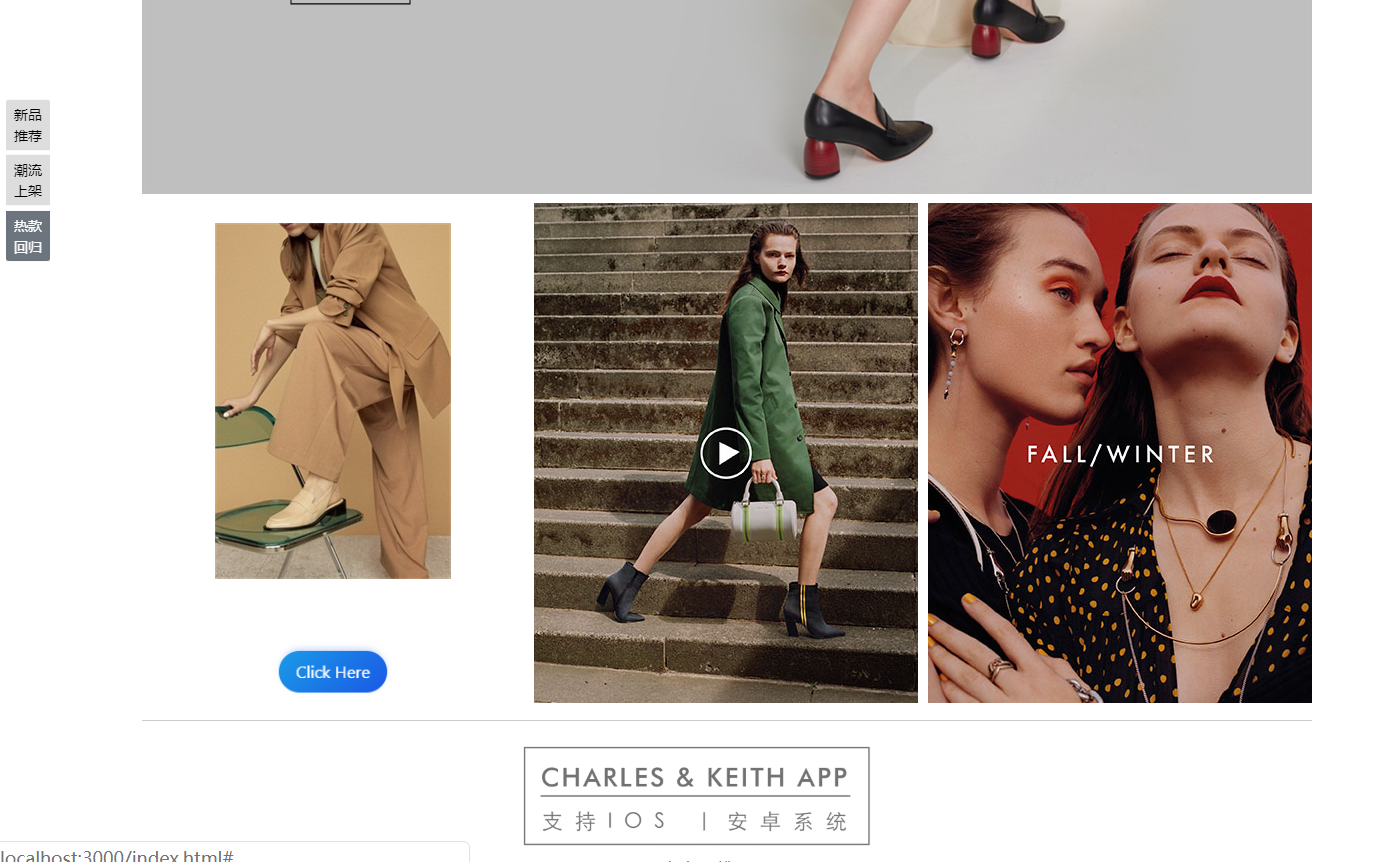 新品
推荐
潮流
上架
热款
回归
FALL/WINTER
Click Here
CHARLES & KEITH APP
支持IOS | 安卓系统
localhost:3000/index.html#